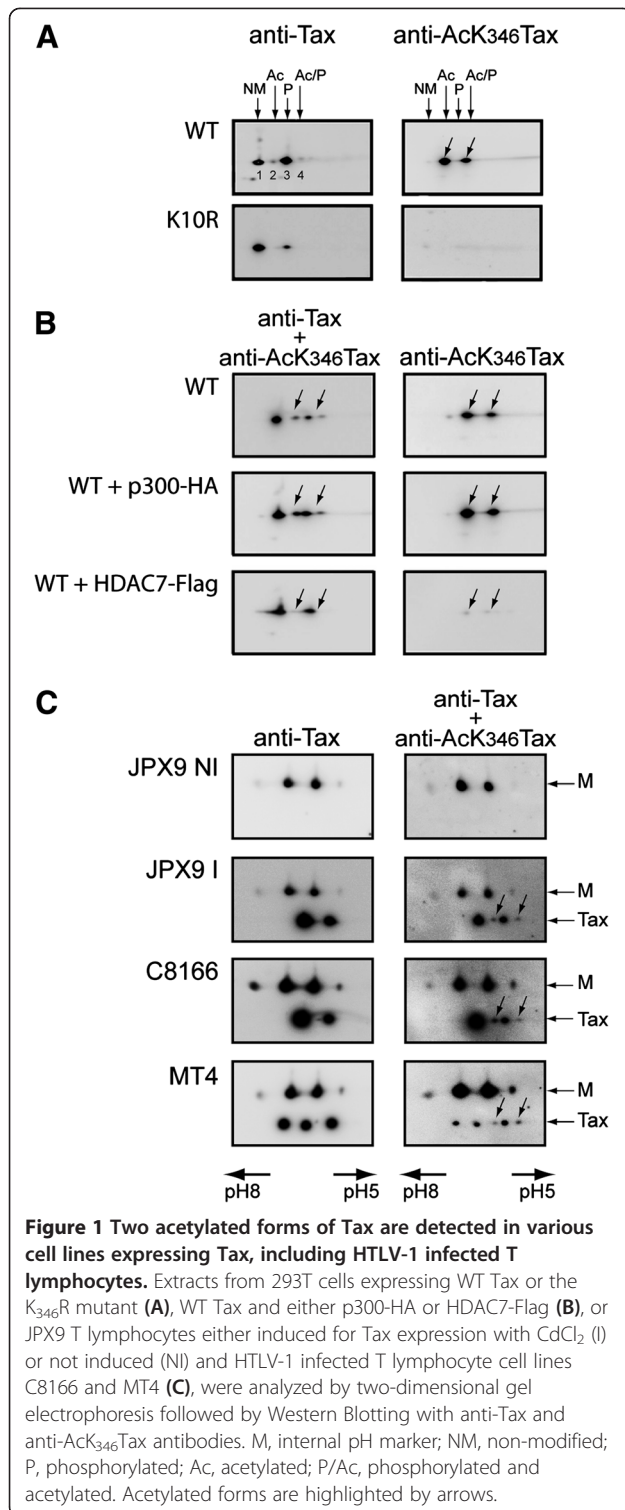 A
anti-Tax anti-AcK346Tax
NM Ac P Ac/P NM Ac P Ac/P
WT
1 2 3 4
K10R
B
anti-Tax
+
anti-AcK346Tax anti-AcK346Tax
WT
WT + p300-HA
WT + HDAC7-Flag
C
anti-Tax
anti-Tax
+
anti-AcK346Tax
JPX9 NI
M
JPX9 I
M
Tax
C8166
M
Tax
MT4
M
Tax
pH8 pH5 pH8 pH5
Figure 1 Two acetylated forms of Tax are detected in various
cell lines expressing Tax, including HTLV-1 infected T
lymphocytes. Extracts from 293T cells expressing WT Tax or the
K346R mutant (A), WT Tax and either p300-HA or HDAC7-Flag (B), or
JPX9 T lymphocytes either induced for Tax expression with CdCl2 (I)
or not induced (NI) and HTLV-1 infected T lymphocyte cell lines
C8166 and MT4 (C), were analyzed by two-dimensional gel
electrophoresis followed by Western Blotting with anti-Tax and
anti-AcK346Tax antibodies. M, internal pH marker; NM, non-modified;
P, phosphorylated; Ac, acetylated; P/Ac, phosphorylated and
acetylated. Acetylated forms are highlighted by arrows.